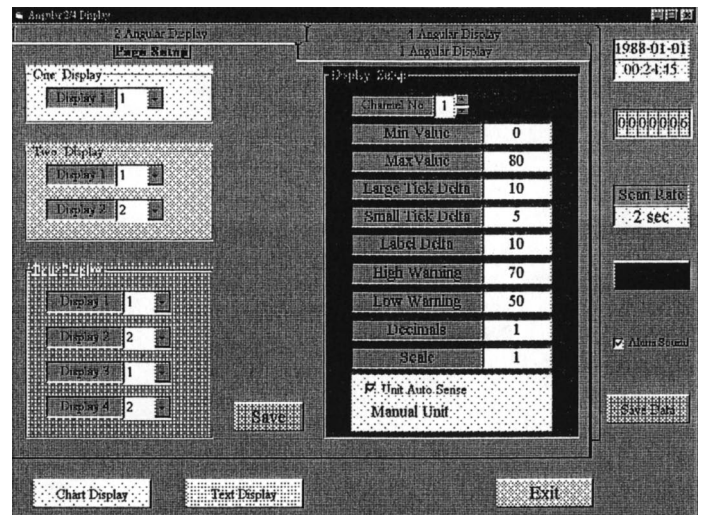 Angular 2/4 Display
2 Angular Display
4 Angular Display
Page Setup
1 Angular Display
One Display
Display 1 1
Two Display
Display 1 1
Display 2 2
Display 1 1
Display 2 2
Display 3 1
Display 4 2
Save
Display Setup
Channel No. 1
Min Value 0
Max Value 80
Large Tick Delta 10
Small Tick Delta 5
Label Delta 10
High Warning 70
Low Warning 50
Decimals 1
Scale 1
Unit Auto Sense
Manual Unit
1988-01-01
00:24:45
0000006
Scan Rate
2 sec
Alarm Sound
Save Data
Chart Display
Text Display
Exit